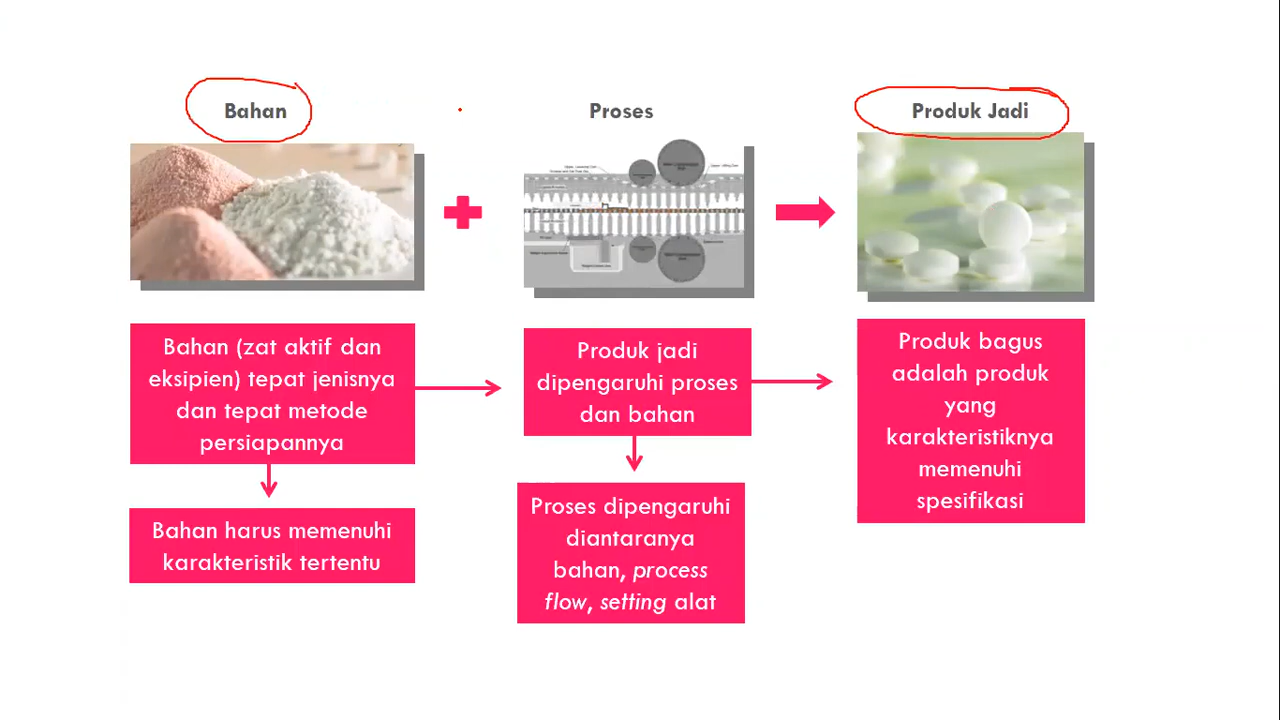 Bahan
Proses
Produk Jadi
Bahan (zat aktif dan
eksipien) tepat jenisnya
dan tepat metode
persiapannya
Bahan harus memenuhi
karakteristik tertentu
Produk jadi
dipengaruhi proses
dan bahan
Proses dipengaruhi
diantaranya
bahan, process
flow, setting alat
Produk bagus
adalah produk
yang
karakteristiknya
memenuhi
spesifikasi